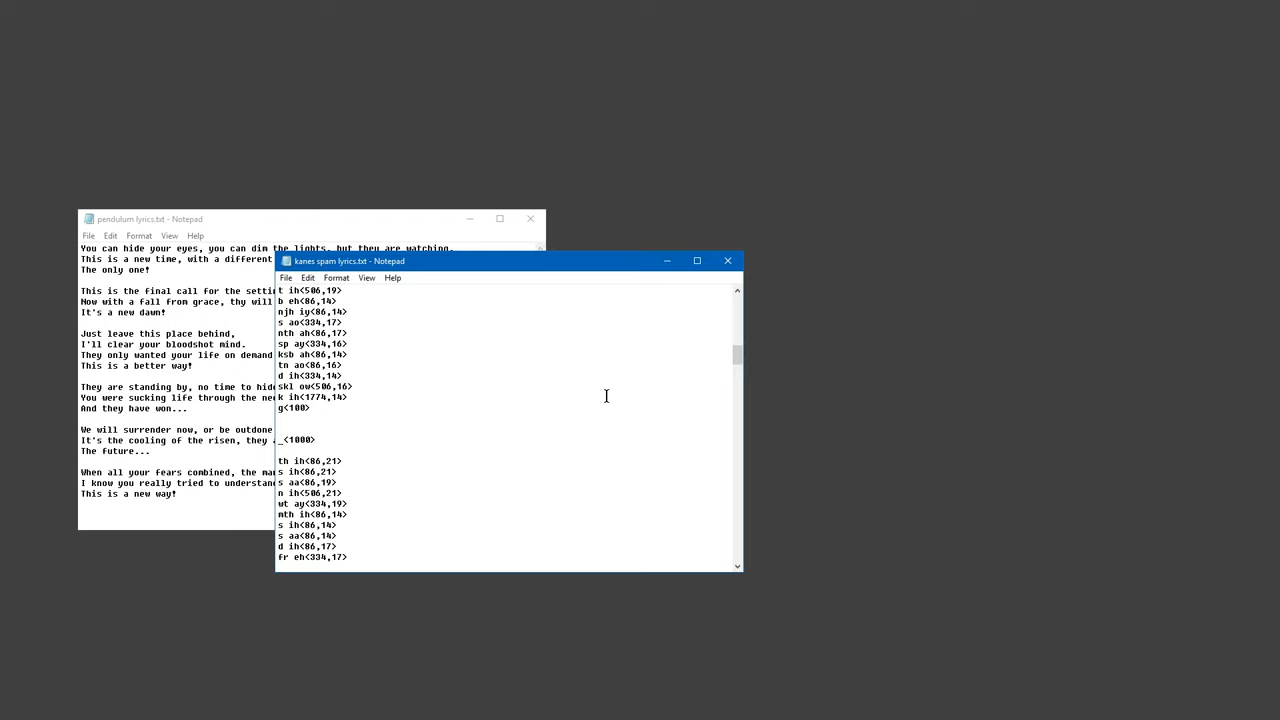 pendulum lyrics.txt - Notepad
File Edit Format View Help
You can hide your eyes, you can dim the lights, but they are watching.
This is a new time, with a different
The only one!
This is the final call for the
Now with a fall from grace, thy will
It's a new dawn!
Just leave this place behind,
I'll clear your bloodshot mind.
They only wanted your life on demand
This is a better way!
They are standing by, no time to
You were sucking life through the
And they have won...
We will surrender now, or be outdone
It's the cooling of the risen, they
The future...
When all your fears combined, the
I know you really tried to
This is a new way!
kanes spam lyrics.txt - Notepad
File Edit Format View Help
t ih<506,19>
b eh<86,14>
njh iy<86,14>
s ao<334,17>
nth ah<86,17>
sp ay<334,16>
ksb ah<86,14>
tn ao<86,16>
d ih<334,14>
skl ow<506,16>
k ih<1774,14>
g<100>
_<1000>
th ih<86,21>
s ih<86,21>
s aa<86,19>
n ih<506,21>
wt ay<334,19>
mth ih<86,14>
s ih<86,14>
s aa<86,14>
d ih<86,17>
fr eh<334,17>